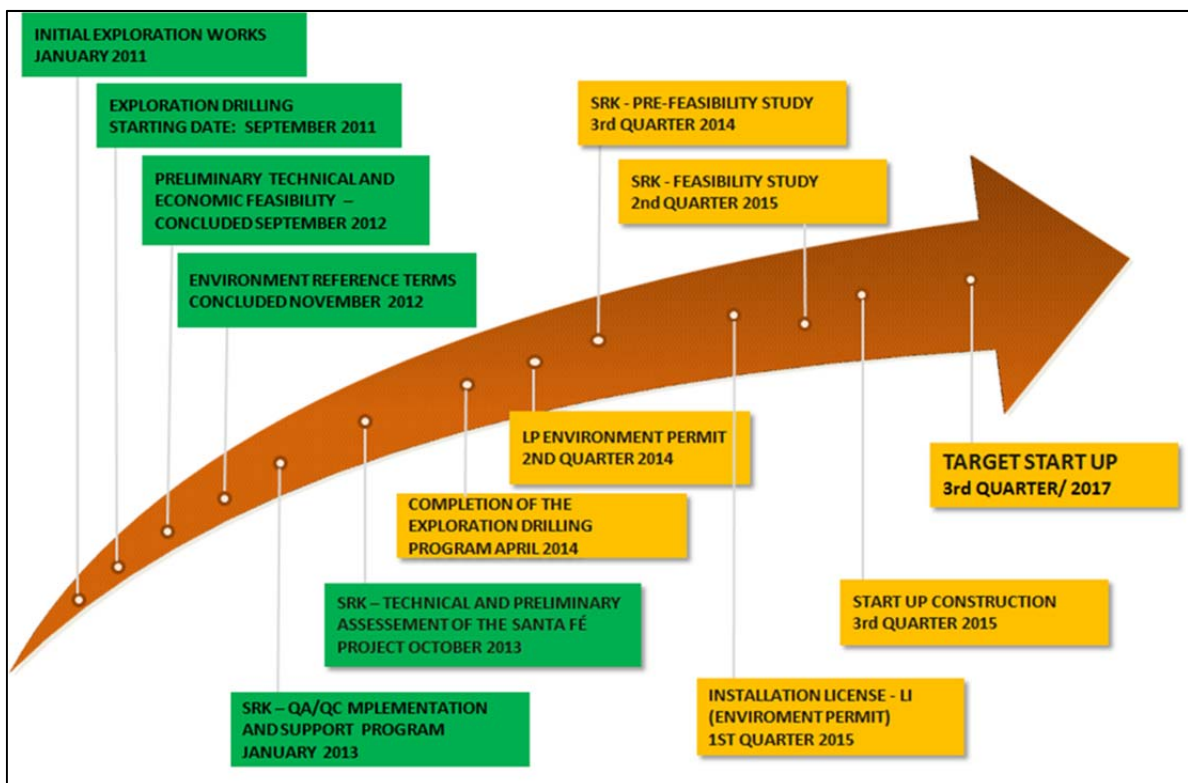 INITIAL EXPLORATION WORKS
JANUARY 2011
EXPLORATION DRILLING
STARTING DATE: SEPTEMBER 2011
PRELIMINARY TECHNICAL AND
ECONOMIC FEASIBILITY –
CONCLUDED SEPTEMBER 2012
ENVIRONMENT REFERENCE TERMS
CONCLUDED NOVEMBER 2012
SRK – QA/QC MPLEMENTATION
AND SUPPORT PROGRAM
JANUARY 2013
SRK – TECHNICAL AND PRELIMINARY
ASSESSEMENT OF THE SANTA FÉ
PROJECT OCTOBER 2013
COMPLETION OF THE
EXPLORATION DRILLING
PROGRAM APRIL 2014
LP ENVIRONMENT PERMIT
2ND QUARTER 2014
SRK - PRE-FEASIBILITY STUDY
3rd QUARTER 2014
INSTALLATION LICENSE - LI
(ENVIROMENT PERMIT)
1ST QUARTER 2015
SRK - FEASIBILITY STUDY
2nd QUARTER 2015
START UP CONSTRUCTION
3rd QUARTER 2015
TARGET START UP
3rd QUARTER/ 2017